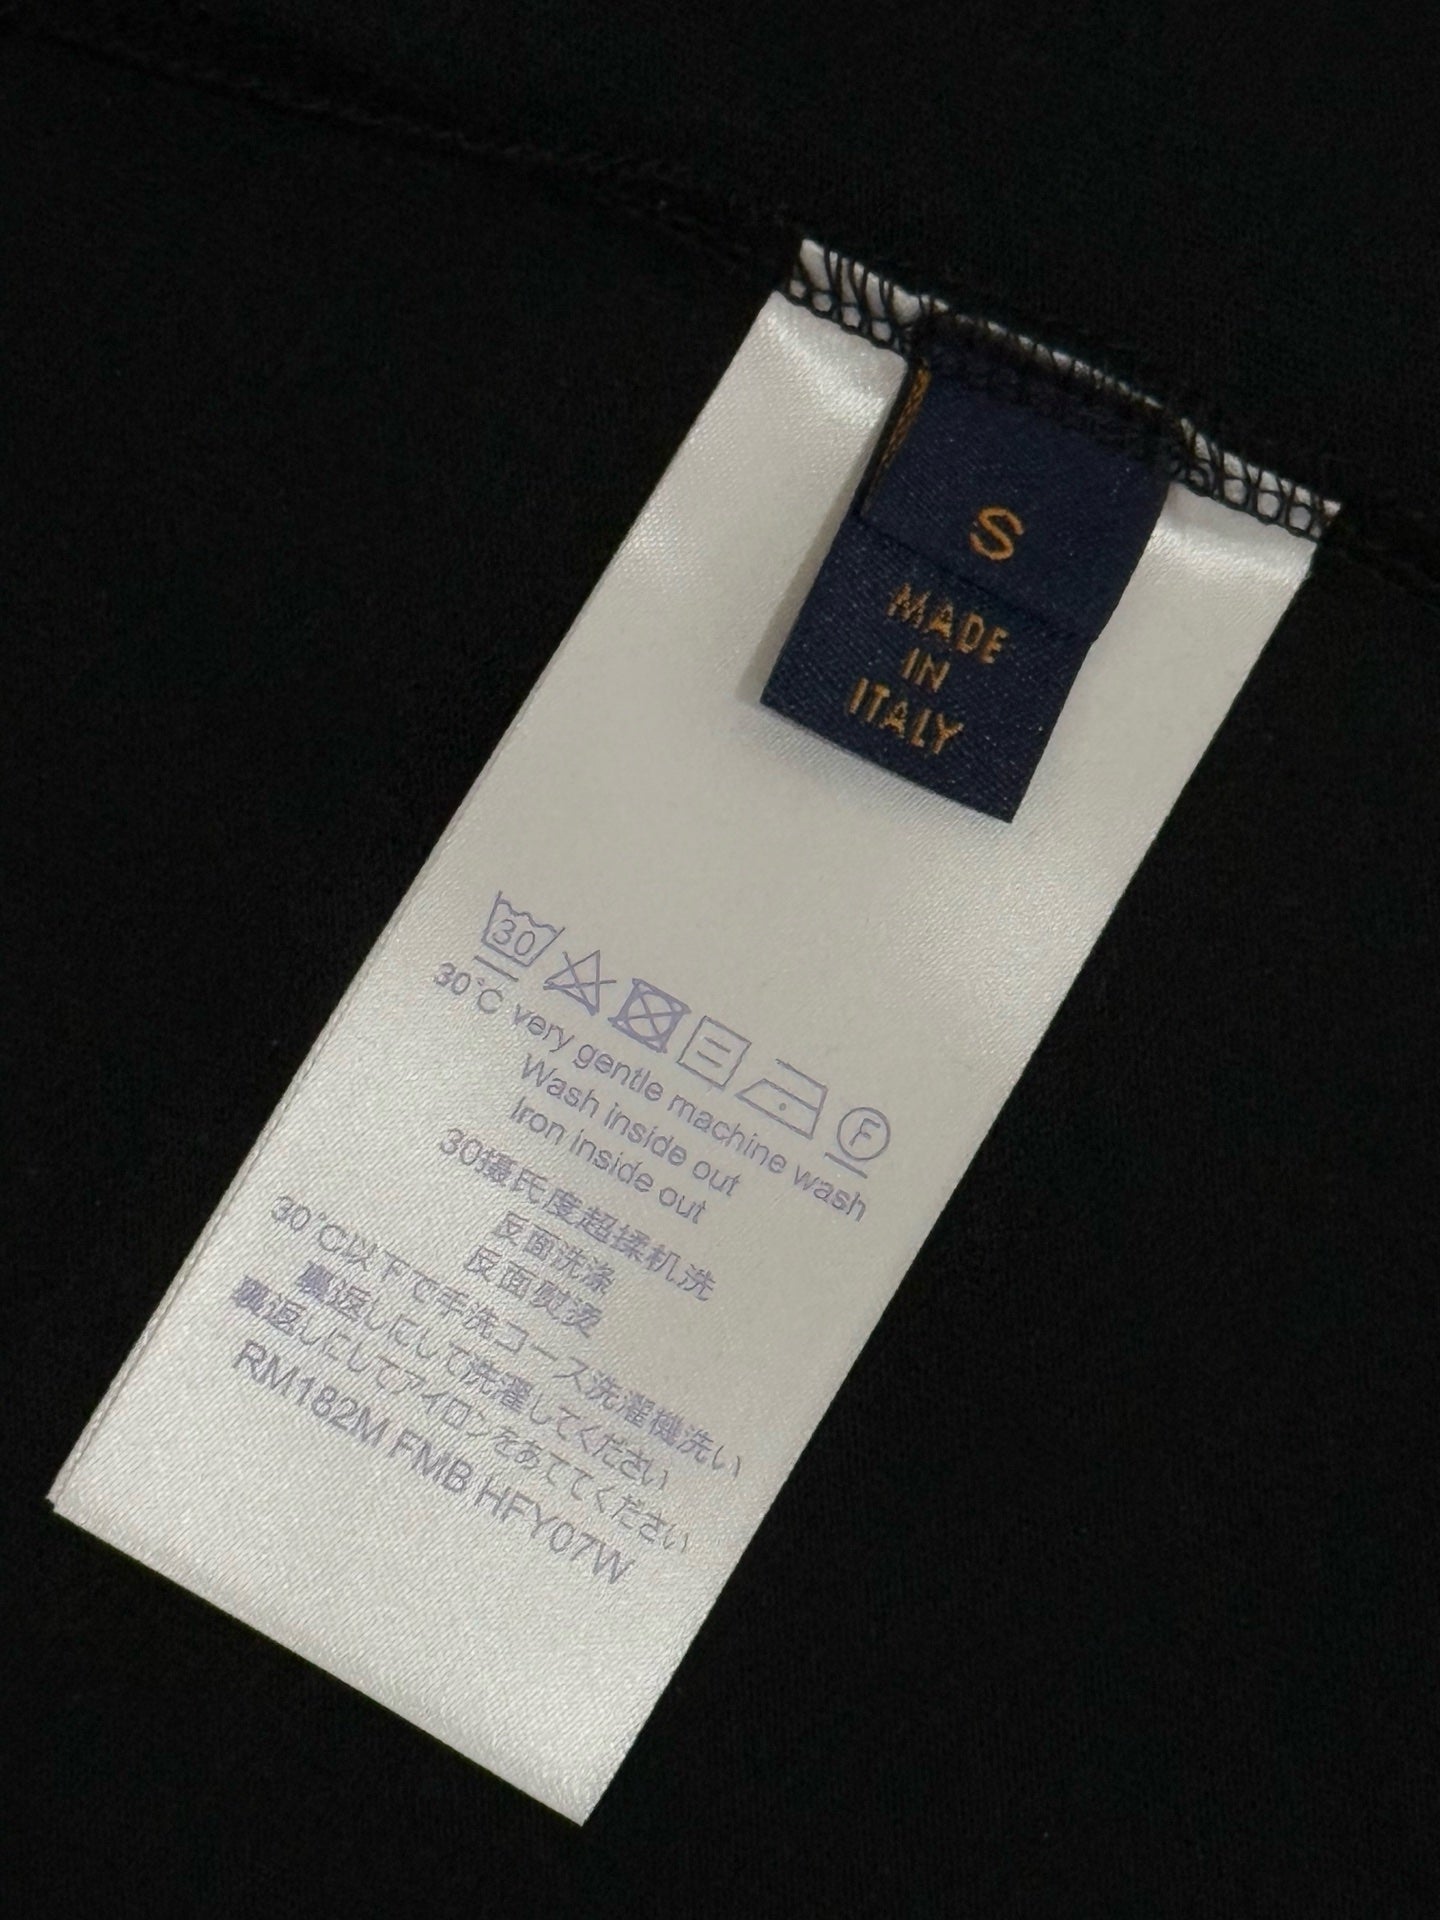 S
MADE
IN
ITALY
30
F
30°C very gentle machine wash
Wash inside out
Iron inside out
30摄氏度超揉机洗
反面洗涤
反面熨烫
30℃以下で手洗コース洗濯機洗い
裏返しにして洗濯してください
裏返しにしてアイロンをあててください
RM182M FMB HFY07W